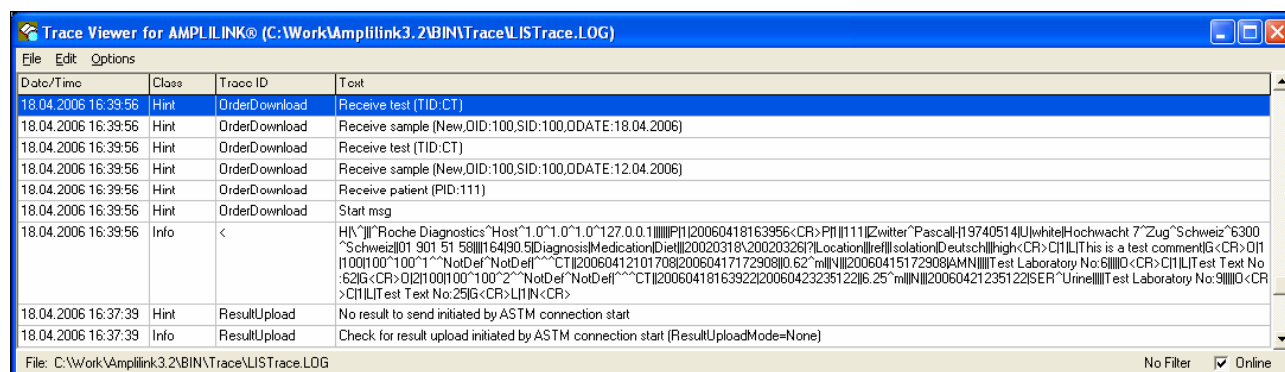 Trace Viewer for AMPLILINK® (C:\Work\Amplilink3.2\BIN\Trace\LISTrace.LOG)
File Edit Options
Date/Time Class Trace ID Text
18.04.2006 16:39:56 Hint OrderDownload Receive test (TID:CT)
18.04.2006 16:39:56 Hint OrderDownload Receive sample (New,OID:100,SID:100,ODATE:18.04.2006)
18.04.2006 16:39:56 Hint OrderDownload Receive test (TID:CT)
18.04.2006 16:39:56 Hint OrderDownload Receive sample (New,OID:100,SID:100,ODATE:12.04.2006)
18.04.2006 16:39:56 Hint OrderDownload Receive patient (PID:111)
18.04.2006 16:39:56 Hint OrderDownload Start msg
18.04.2006 16:39:56 Info < H|\^|||^Roche Diagnostics^Host^1.0^1.0^1.0^127.0.0.1|||||||P|1|20060418163956<CR>P|1||111||Zwitter^Pascal|-|19740514|U|white|Hochwacht 7^Zug^Schweiz^6300
^Schweiz||01 901 51 58||||164|90.5|Diagnosis|Medication|Diet|||20020318\20020326|?|Location|||ref|Isolation|Deutsch|||high<CR>C|1|L|This is a test comment|G<CR>O|1
|100|100^100^1^^NotDef^NotDef|^^^CT||20060412101708|20060417172908||0.62^ml|N|||20060415172908|AMN|||||Test Laboratory No:6|||||O<CR>C|1|L|Test Text No
:62|G<CR>O|2|100|100^100^2^^NotDef^NotDef|^^^CT||20060418163922|20060423235122||6.25^ml|N|||20060421235122|SER^Urine|||||Test Laboratory No:9|||||O<CR
>C|1|L|Test Text No:25|G<CR>L|1|N<CR>
18.04.2006 16:37:39 Hint ResultUpload No result to send initiated by ASTM connection start
18.04.2006 16:37:39 Info ResultUpload Check for result upload initiated by ASTM connection start (ResultUploadMode=None)
File: C:\Work\Amplilink3.2\BIN\Trace\LISTrace.LOG No Filter Online